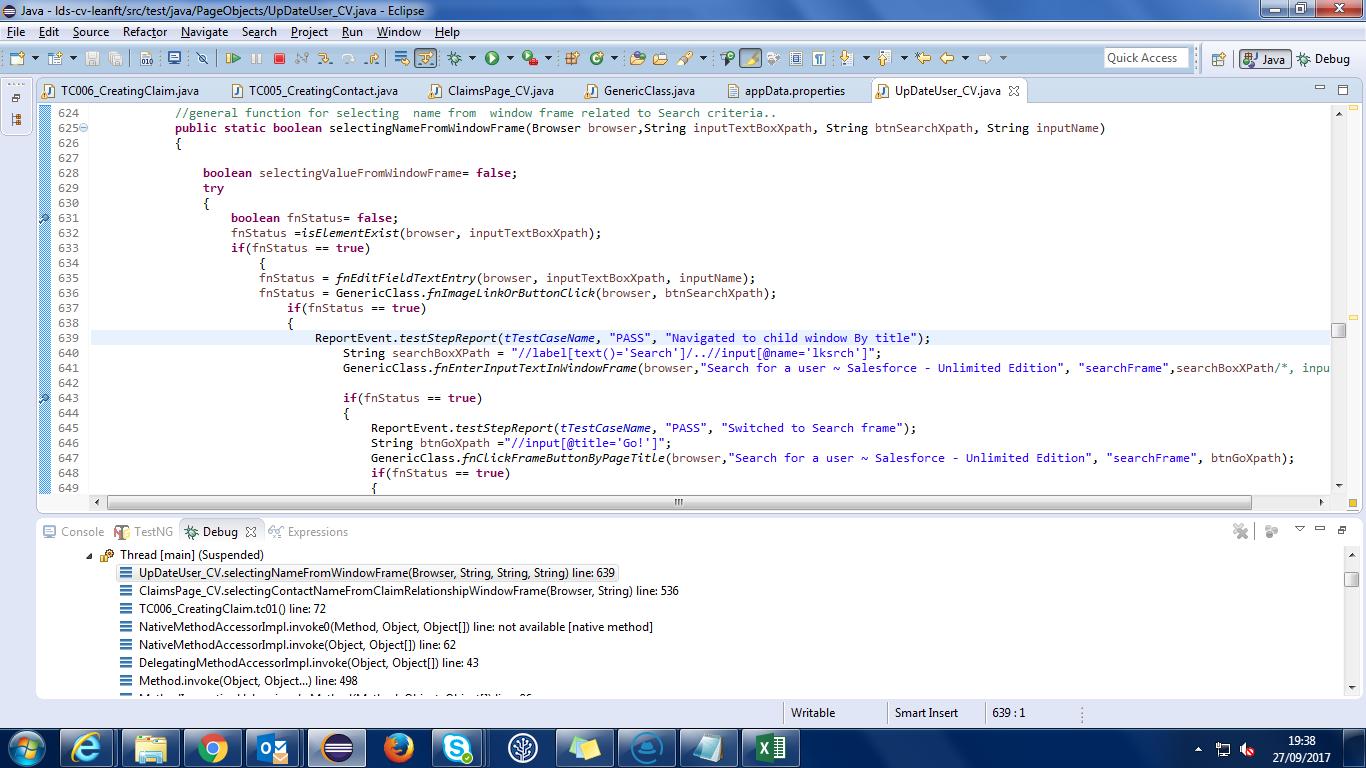 Java - lds-cv-leanft/src/test/java/PageObjects/UpDateUser_CV.java - Eclipse
File Edit Source Refactor Navigate Search Project Run Window Help
Quick Access Java Debug
TC006_CreatingClaim.java TC005_CreatingContact.java ClaimsPage_CV.java GenericClass.java appData.properties UpDateUser_CV.java
624 //general function for selecting name from window frame related to Search criteria..
625 public static boolean selectingNameFromWindowFrame(Browser browser,String inputTextBoxXpath, String btnSearchXpath, String inputName)
626 {
627
628 boolean selectingValueFromWindowFrame= false;
629 try
630 {
631 boolean fnStatus= false;
632 fnStatus =isElementExist(browser, inputTextBoxXpath);
633 if(fnStatus == true)
634 {
635 fnStatus = fnEditFieldTextEntry(browser, inputTextBoxXpath, inputName);
636 fnStatus = GenericClass.fnImageLinkOrButtonClick(browser, btnSearchXpath);
637 if(fnStatus == true)
638 {
639 ReportEvent.testStepReport(tTestCaseName, "PASS", "Navigated to child window By title");
640 String searchBoxXPath = "//label[text()='Search']/..//input[@name='lksrch']";
641 GenericClass.fnEnterInputTextInWindowFrame(browser,"Search for a user ~ Salesforce - Unlimited Edition", "searchFrame",searchBoxXPath/*, inpu
642
643 if(fnStatus == true)
644 {
645 ReportEvent.testStepReport(tTestCaseName, "PASS", "Switched to Search frame");
646 String btnGoXpath ="//input[@title='Go!']";
647 GenericClass.fnClickFrameButtonByPageTitle(browser,"Search for a user ~ Salesforce - Unlimited Edition", "searchFrame", btnGoXpath);
648 if(fnStatus == true)
649 {
Console TestNG Debug Expressions
Thread [main] (Suspended)
UpDateUser_CV.selectingNameFromWindowFrame(Browser, String, String, String) line: 639
ClaimsPage_CV.selectingContactNameFromClaimRelationshipWindowFrame(Browser, String) line: 536
TC006_CreatingClaim.tc01() line: 72
NativeMethodAccessorImpl.invoke0(Method, Object, Object[]) line: not available [native method]
NativeMethodAccessorImpl.invoke(Object, Object[]) line: 62
DelegatingMethodAccessorImpl.invoke(Object, Object[]) line: 43
Method.invoke(Object, Object...) line: 498
Writable Smart Insert 639 : 1
19:38
27/09/2017